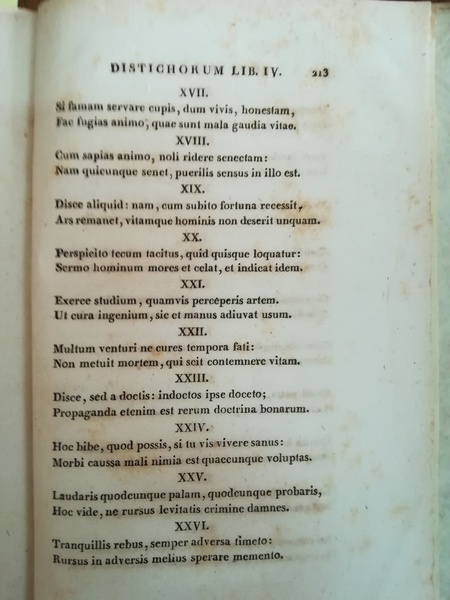 DISTICHORUM LIB. IV. 213
XVII.
Si famam servare cupis, dum vivis, honestam,
Fac fugias animo, quae sunt mala gaudia vitae.
XVIII.
Cum sapias animo, noli ridere senectam:
Nam quicunque senet, puerilis sensus in illo est.
XIX.
Disce aliquid: nam, cum subito fortuna recessit,
Ars remanet, vitamque hominis non deserit unquam.
XX.
Perspicito tecum tacitus, quid quisque loquatur:
Sermo hominum mores et celat, et indicat idem.
XXI.
Exerce studium, quamvis perceperis artem.
Ut cura ingenium, sic et manus adiuvat usum.
XXII.
Multum venturi ne cures tempora fati:
Non metuit mortem, qui scit contemnere vitam.
XXIII.
Disce, sed a doctis: indoctos ipse doceto;
Propaganda etenim est rerum doctrina bonarum.
XXIV.
Hoc bibe, quod possis, si tu vis vivere sanus:
Morbi caussa mali nimia est quaecunque voluptas.
XXV.
Laudaris quodcunque palam, quodcunque probaris,
Hoc vide, ne rursus levitatis crimine damnes.
XXVI.
Tranquillis rebus, semper adversa timeto:
Rursus in adversis melius sperare memento.